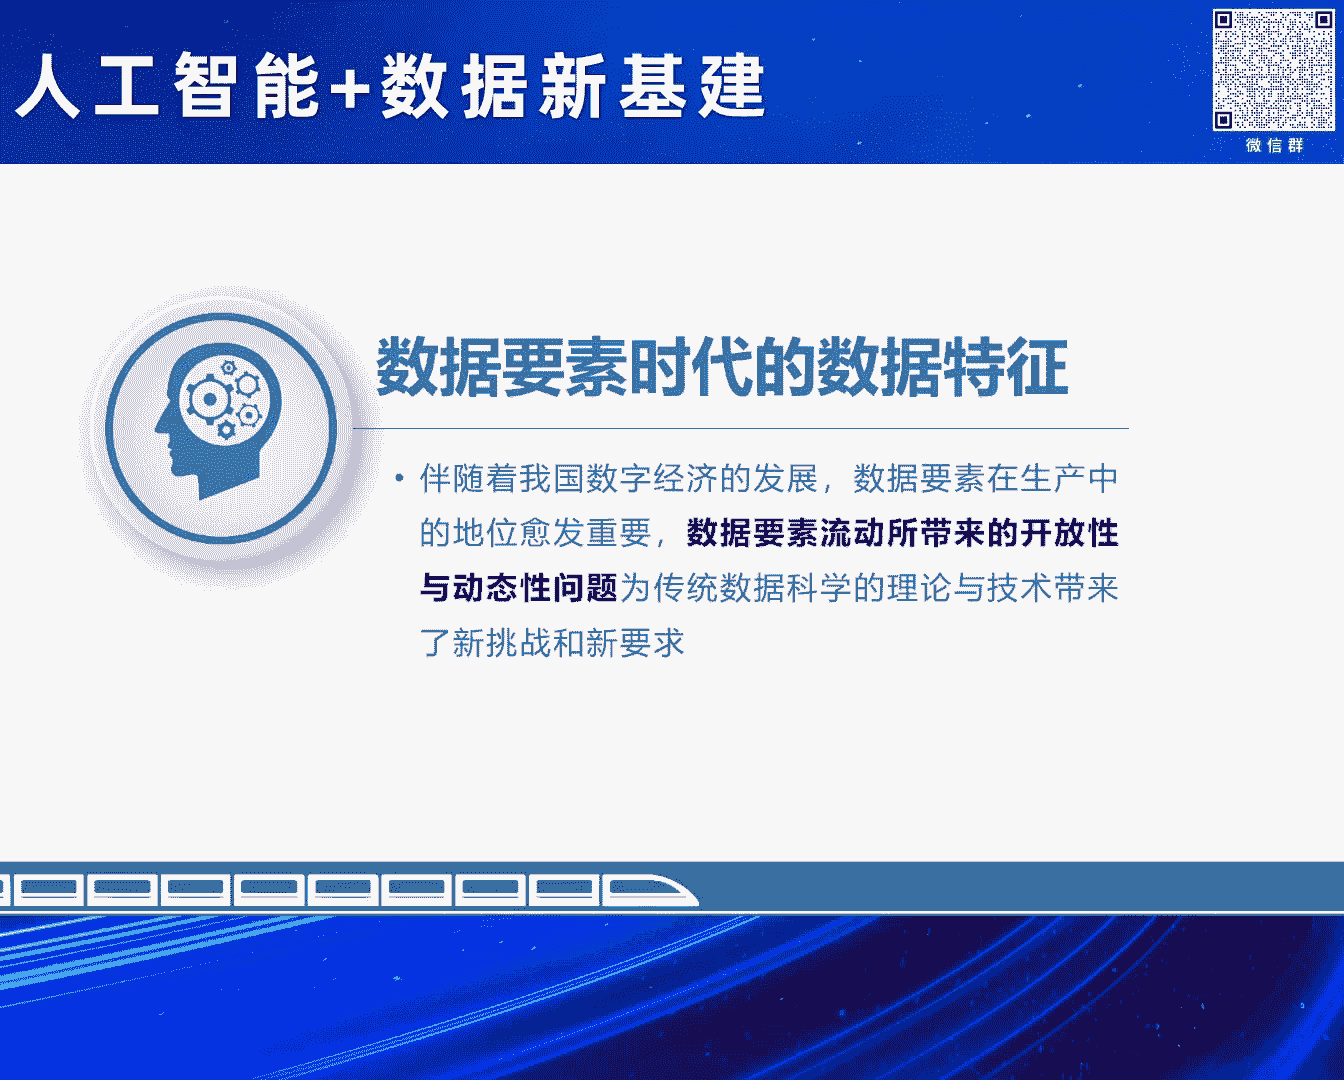 人工智能+数据新基建
微信群
数据要素时代的数据特征
• 伴随着我国数字经济的发展，数据要素在生产中
的地位愈发重要，数据要素流动所带来的开放性
与动态性问题为传统数据科学的理论与技术带来
了新挑战和新要求